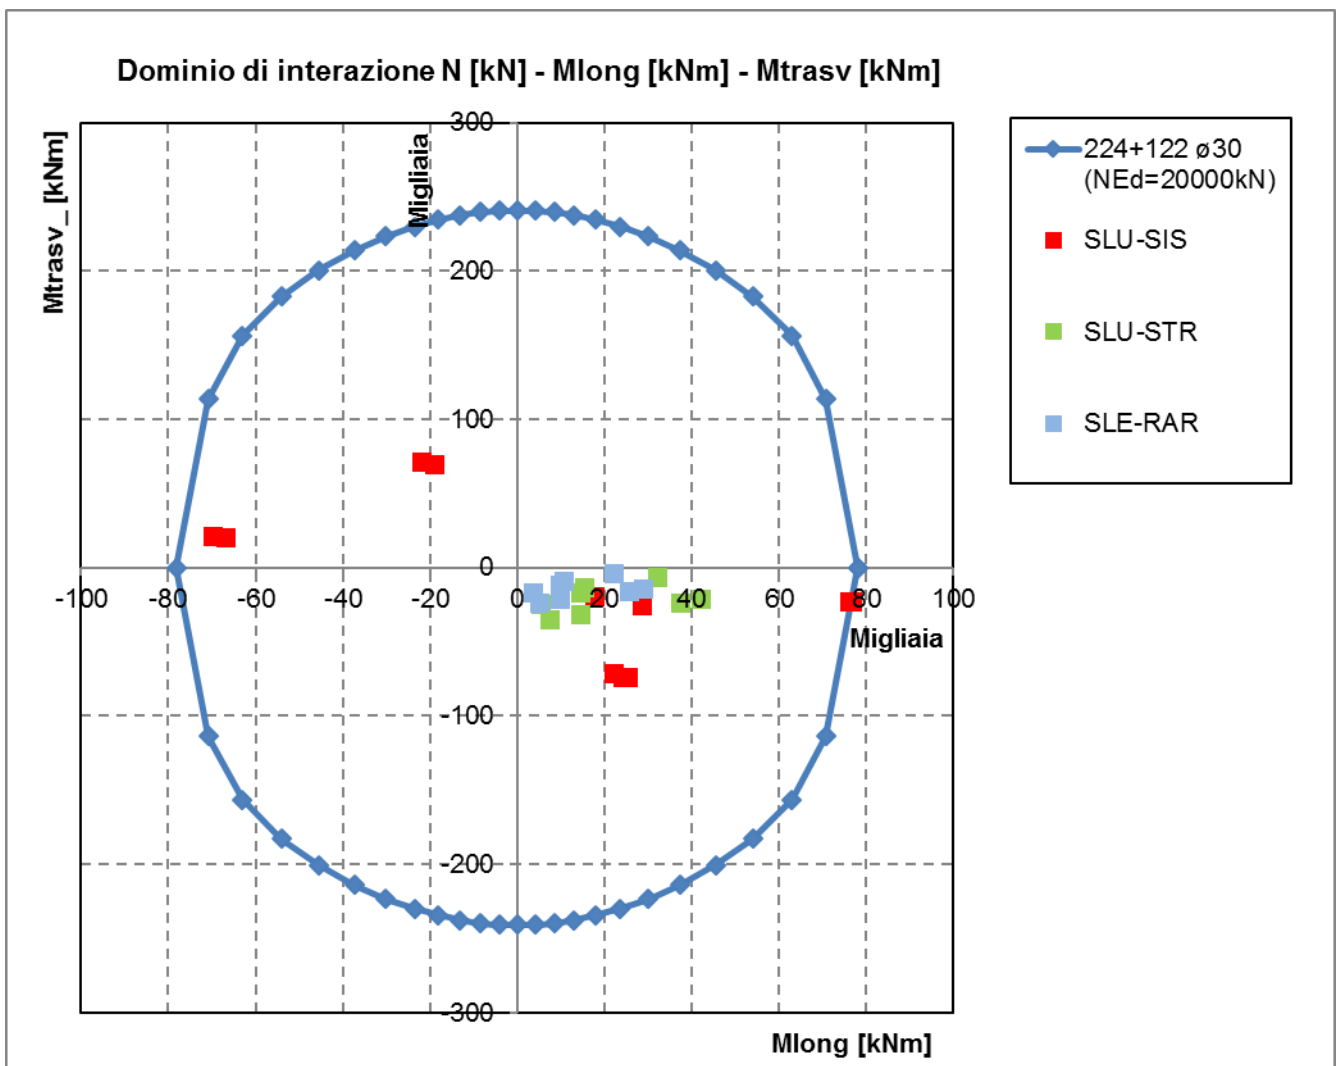 Dominio di interazione N [kN] - Mlong [kNm] - Mtrasv [kNm]
Mtrasv_ [kNm]
Migliaia
300
200
100
0
-100
-200
-300
-100 -80 -60 -40 -20 0 20 40 60 80 100
Migliaia
Mlong [kNm]
224+122 ø30
(NEd=20000kN)
SLU-SIS
SLU-STR
SLE-RAR